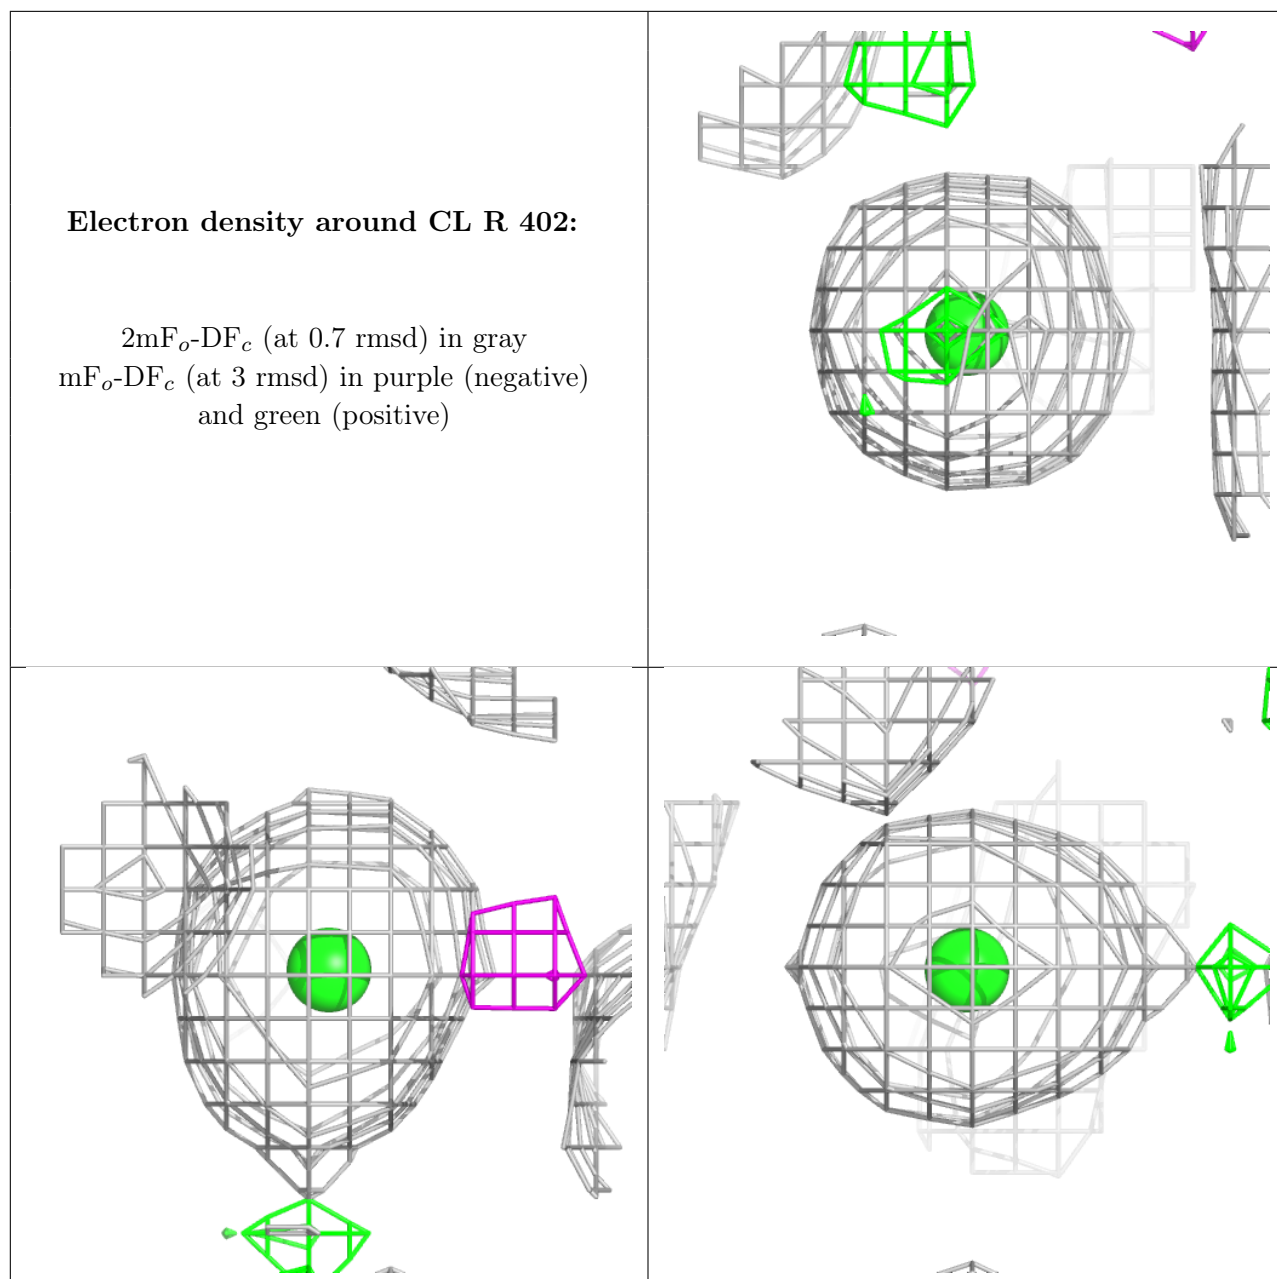 Electron density around CL R 402:
2mFo-DFc (at 0.7 rmsd) in gray
mFo-DFc (at 3 rmsd) in purple (negative)
and green (positive)